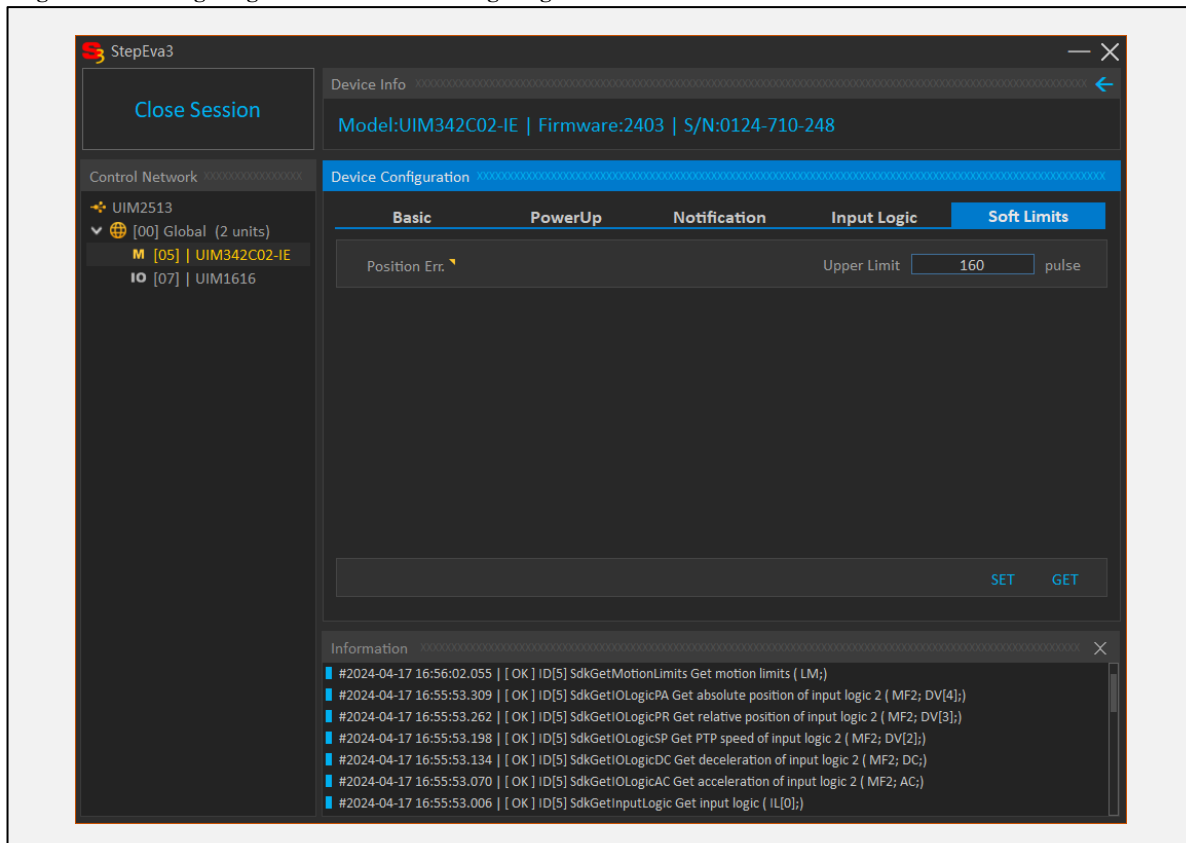 StepEva3
Close Session
Device Info
Model:UIM342C02-IE | Firmware:2403 | S/N:0124-710-248
Control Network
UIM2513
[00] Global (2 units)
M [05] | UIM342C02-IE
IO [07] | UIM1616
Device Configuration
Basic PowerUp Notification Input Logic Soft Limits
Position Err. Upper Limit 160 pulse
SET GET
Information
#2024-04-17 16:56:02.055 | [ OK ] ID[5] SdkGetMotionLimits Get motion limits ( LM;)
#2024-04-17 16:55:53.309 | [ OK ] ID[5] SdkGetIOLogicPA Get absolute position of input logic 2 ( MF2; DV[4];)
#2024-04-17 16:55:53.262 | [ OK ] ID[5] SdkGetIOLogicPR Get relative position of input logic 2 ( MF2; DV[3];)
#2024-04-17 16:55:53.198 | [ OK ] ID[5] SdkGetIOLogicSP Get PTP speed of input logic 2 ( MF2; DV[2];)
#2024-04-17 16:55:53.134 | [ OK ] ID[5] SdkGetIOLogicDC Get deceleration of input logic 2 ( MF2; DC;)
#2024-04-17 16:55:53.070 | [ OK ] ID[5] SdkGetIOLogicAC Get acceleration of input logic 2 ( MF2; AC;)
#2024-04-17 16:55:53.006 | [ OK ] ID[5] SdkGetInputLogic Get input logic ( IL[0];)